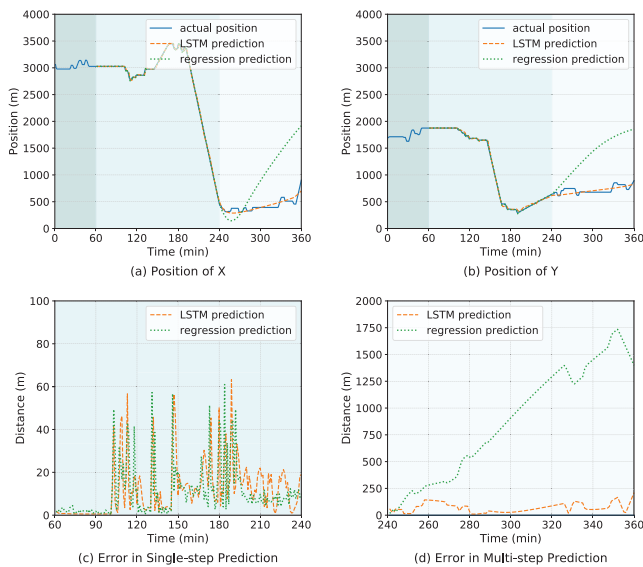 actual position
LSTM prediction
regression prediction
4000
3500
3000
2500
2000
1500
1000
500
0
Position (m)
0 60 120 180 240 300 360
Time (min)
(a) Position of X
actual position
LSTM prediction
regression prediction
4000
3500
3000
2500
2000
1500
1000
500
0
Position (m)
0 60 120 180 240 300 360
Time (min)
(b) Position of Y
LSTM prediction
regression prediction
100
80
60
40
20
0
Distance (m)
60 90 120 150 180 210 240
Time (min)
(c) Error in Single-step Prediction
LSTM prediction
regression prediction
2000
1750
1500
1250
1000
750
500
250
0
Distance (m)
240 260 280 300 320 340 360
Time (min)
(d) Error in Multi-step Prediction